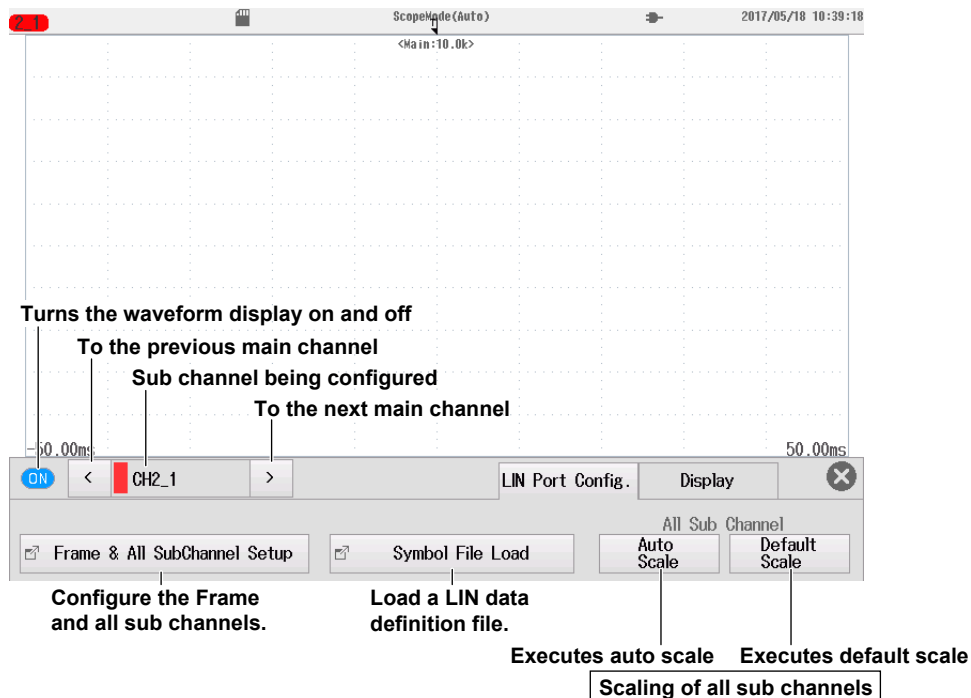 2_1 ScopeMode(Auto) 2017/05/18 10:39:18
<Main:10.0k>
Turns the waveform display on and off
To the previous main channel
Sub channel being configured
To the next main channel
-50.00ms 50.00ms
ON < CH2_1 > LIN Port Config. Display
All Sub Channel
Frame & All SubChannel Setup Symbol File Load Auto Scale Default Scale
Configure the Frame and all sub channels.
Load a LIN data definition file.
Executes auto scale Executes default scale
Scaling of all sub channels